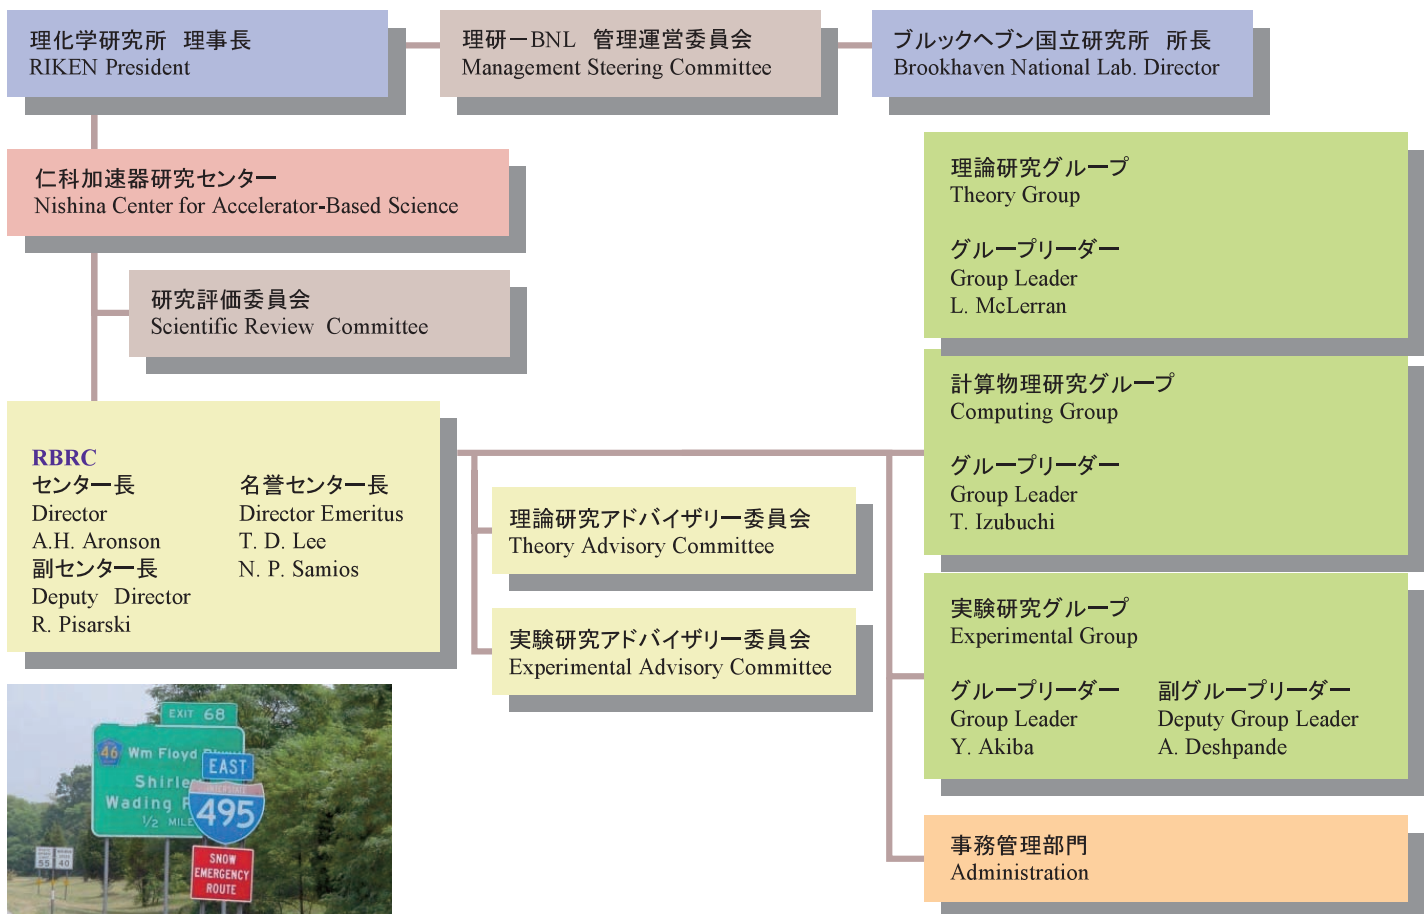 理化学研究所 理事長
RIKEN President
理研－BNL 管理運営委員会
Management Steering Committee
ブルックヘブン国立研究所 所長
Brookhaven National Lab. Director
仁科加速器研究センター
Nishina Center for Accelerator-Based Science
研究評価委員会
Scientific Review Committee
RBRC
センター長
Director
A.H. Aronson
副センター長
Deputy Director
R. Pisarski
名誉センター長
Director Emeritus
T. D. Lee
N. P. Samios
理論研究アドバイザリー委員会
Theory Advisory Committee
実験研究アドバイザリー委員会
Experimental Advisory Committee
理論研究グループ
Theory Group
グループリーダー
Group Leader
L. McLerran
計算物理研究グループ
Computing Group
グループリーダー
Group Leader
T. Izubuchi
実験研究グループ
Experimental Group
グループリーダー
Group Leader
Y. Akiba
副グループリーダー
Deputy Group Leader
A. Deshpande
事務管理部門
Administration
EXIT 68
46 Wm Floyd
Shirley
Wading
1/2 MILE
EAST
INTERSTATE
495
SNOW
EMERGENCY
ROUTE
55
40